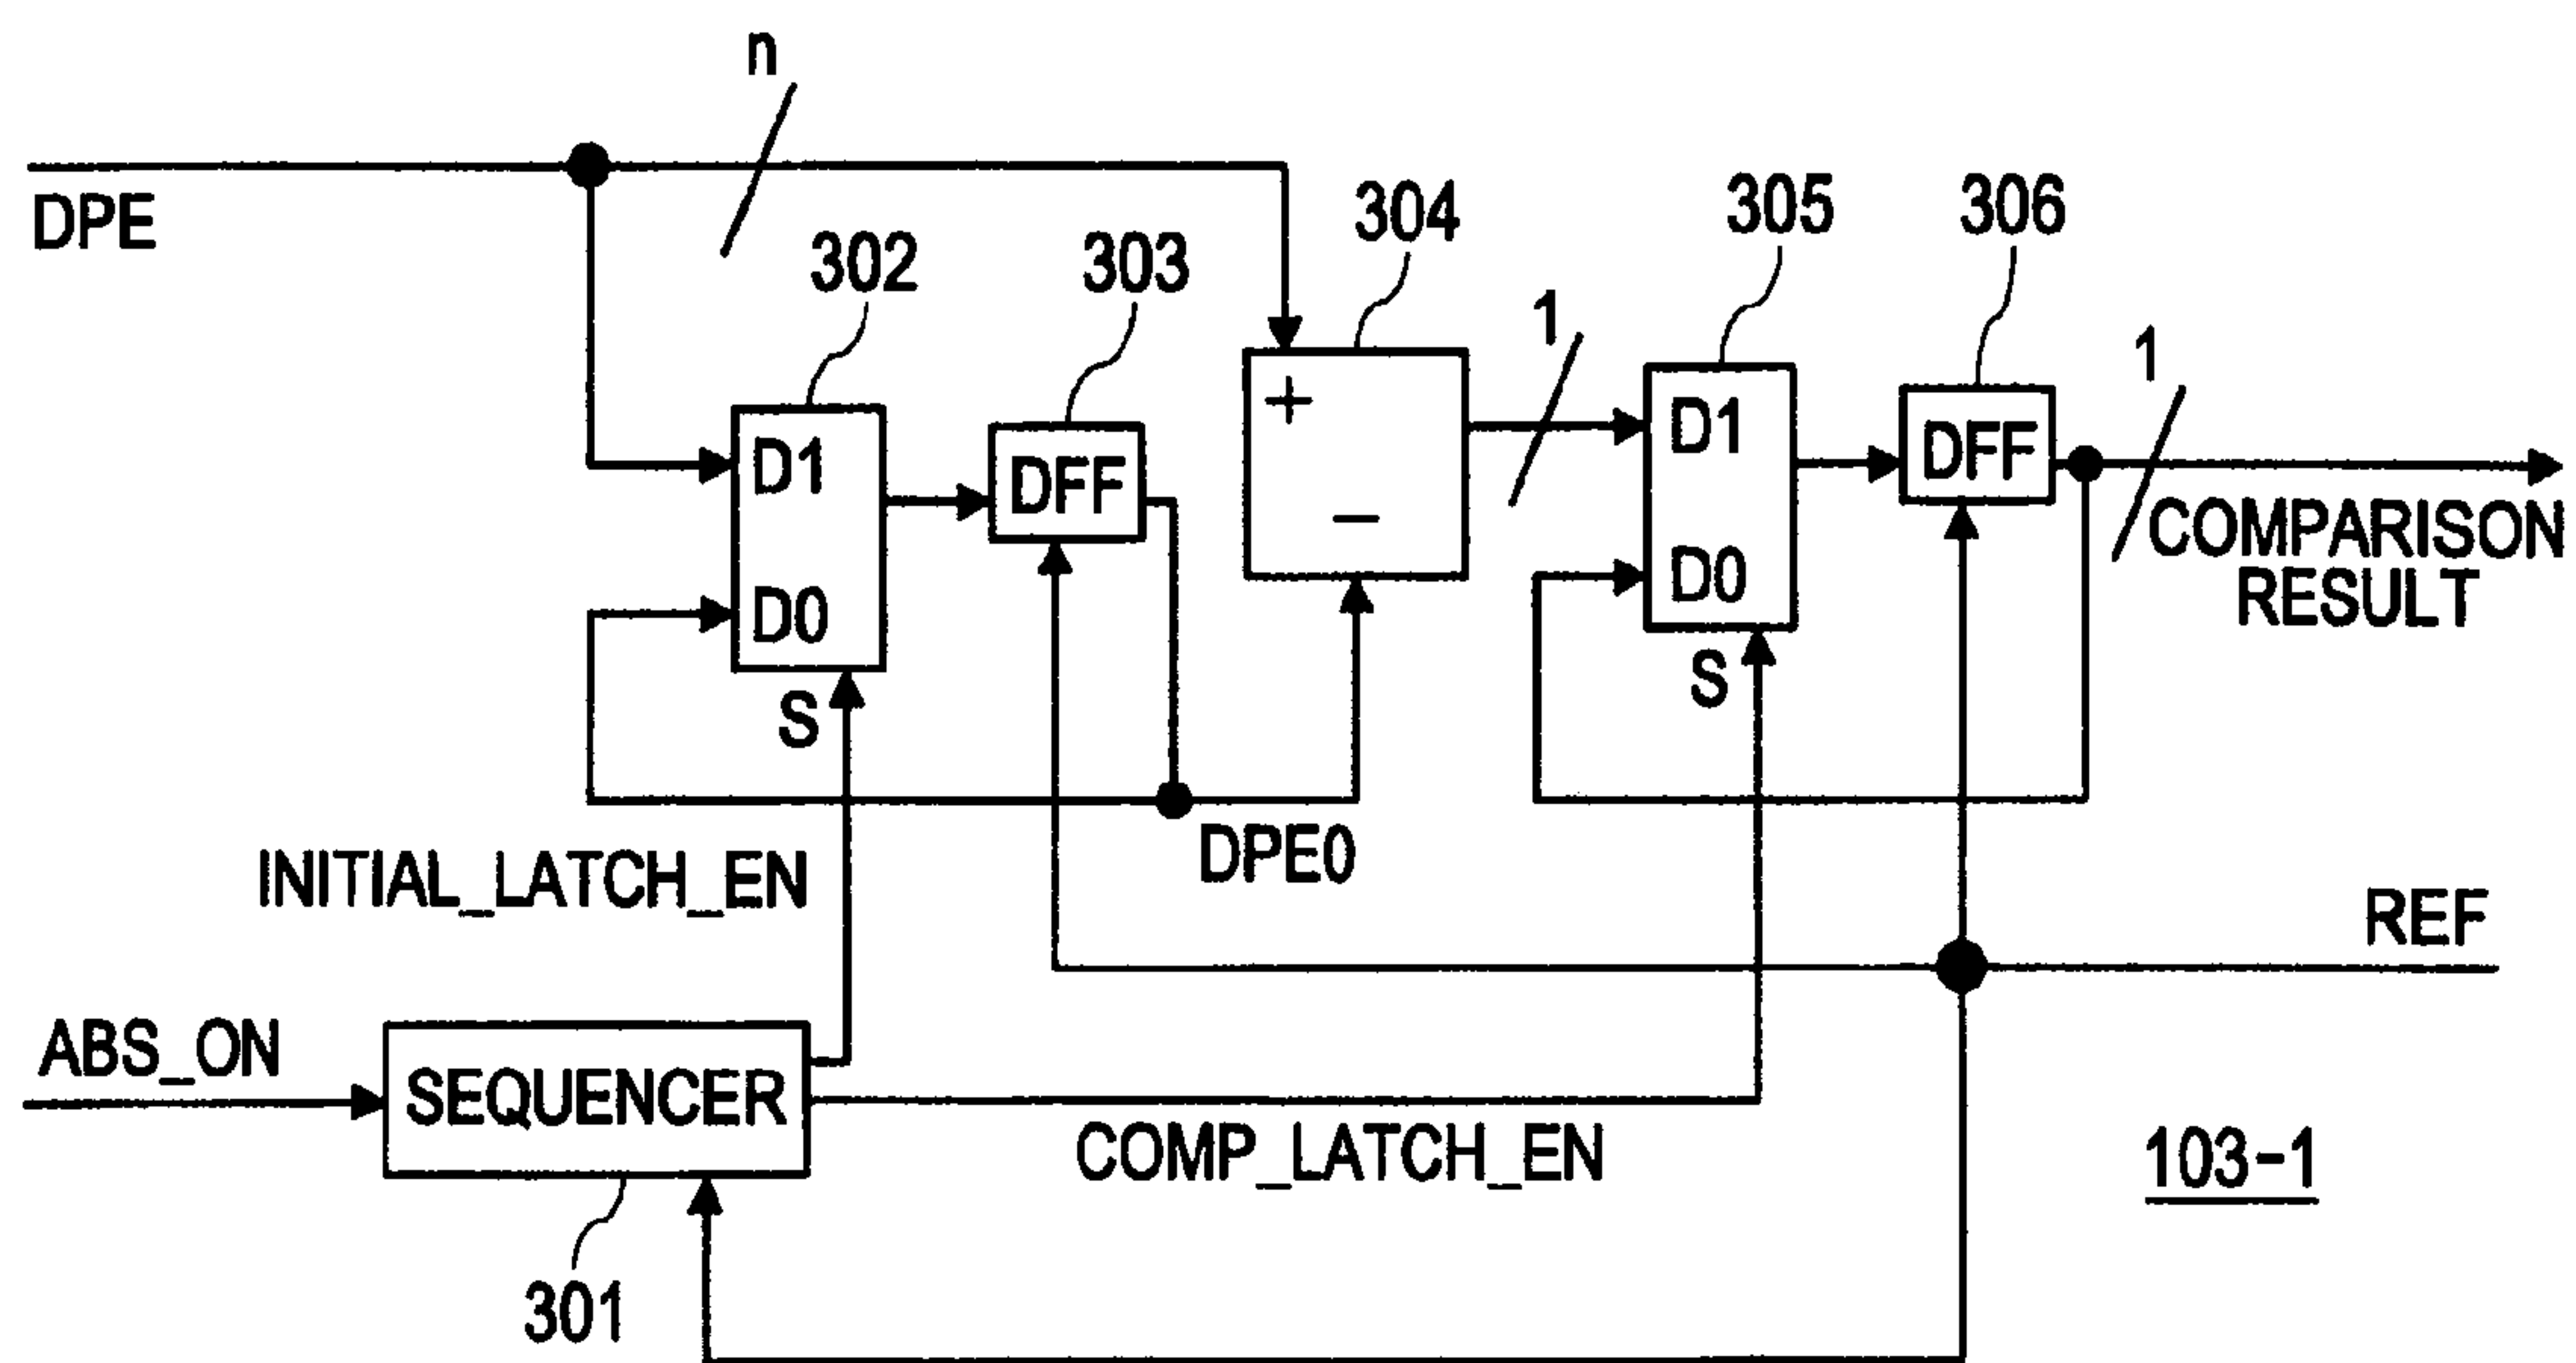 n
DPE
302
303
304
305
306
1
1
+
−
D1
D0
S
DFF
D1
D0
S
DFF
COMPARISON
RESULT
DPE0
INITIAL_LATCH_EN
REF
ABS_ON
SEQUENCER
COMP_LATCH_EN
103-1
301